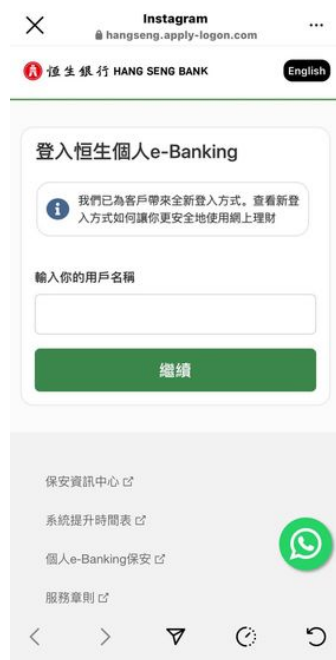 Instagram
hangseng.apply-logon.com
恒生銀行 HANG SENG BANK
English
登入恒生個人e-Banking
我們已為客戶帶來全新登入方式。查看新登
入方式如何讓你更安全地使用網上理財
輸入你的用戶名稱
繼續
保安資訊中心
系統提升時間表
個人e-Banking保安
服務章則